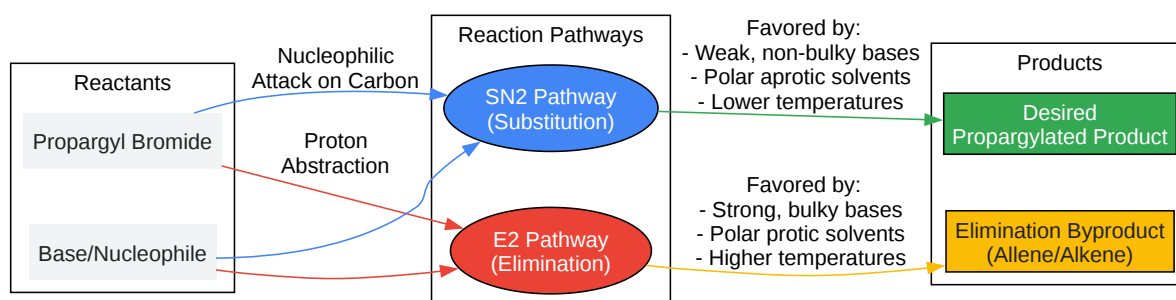 Reactants
Propargyl Bromide
Base/Nucleophile
Nucleophilic
Attack on Carbon
Proton
Abstraction
Reaction Pathways
SN2 Pathway
(Substitution)
E2 Pathway
(Elimination)
Favored by:
- Weak, non-bulky bases
- Polar aprotic solvents
- Lower temperatures
Favored by:
- Strong, bulky bases
- Polar protic solvents
- Higher temperatures
Products
Desired
Propargylated Product
Elimination Byproduct
(Allene/Alkene)